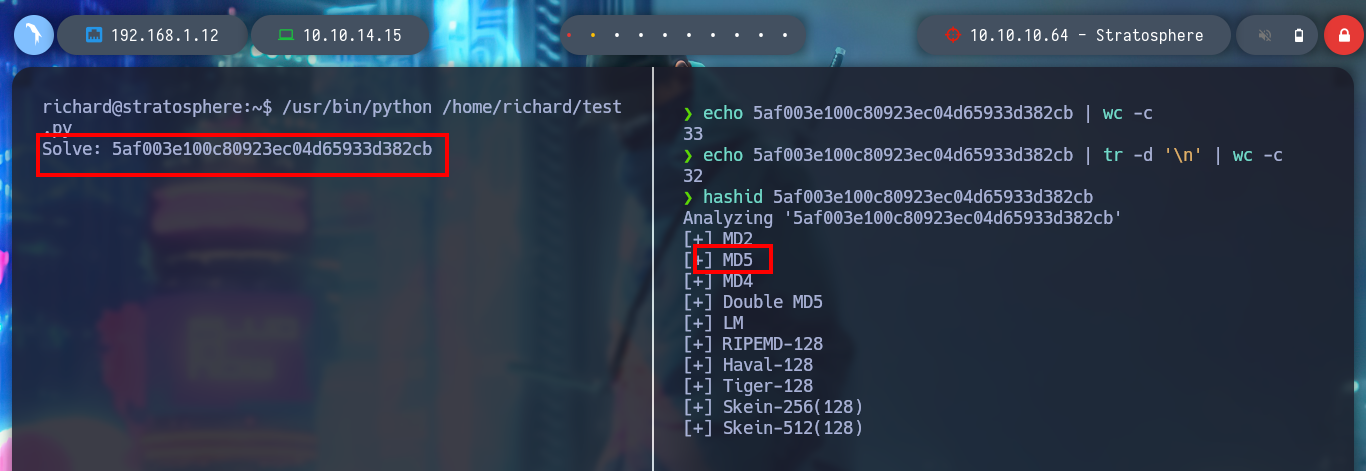 192.168.1.12
10.10.14.15
10.10.10.64 - Stratosphere
richard@stratosphere:~$ /usr/bin/python /home/richard/test
.py
Solve: 5af003e100c80923ec04d65933d382cb
❯ echo 5af003e100c80923ec04d65933d382cb | wc -c
33
❯ echo 5af003e100c80923ec04d65933d382cb | tr -d '\n' | wc -c
32
❯ hashid 5af003e100c80923ec04d65933d382cb
Analyzing '5af003e100c80923ec04d65933d382cb'
[+] MD2
[+] MD5
[+] MD4
[+] Double MD5
[+] LM
[+] RIPEMD-128
[+] Haval-128
[+] Tiger-128
[+] Skein-256(128)
[+] Skein-512(128)